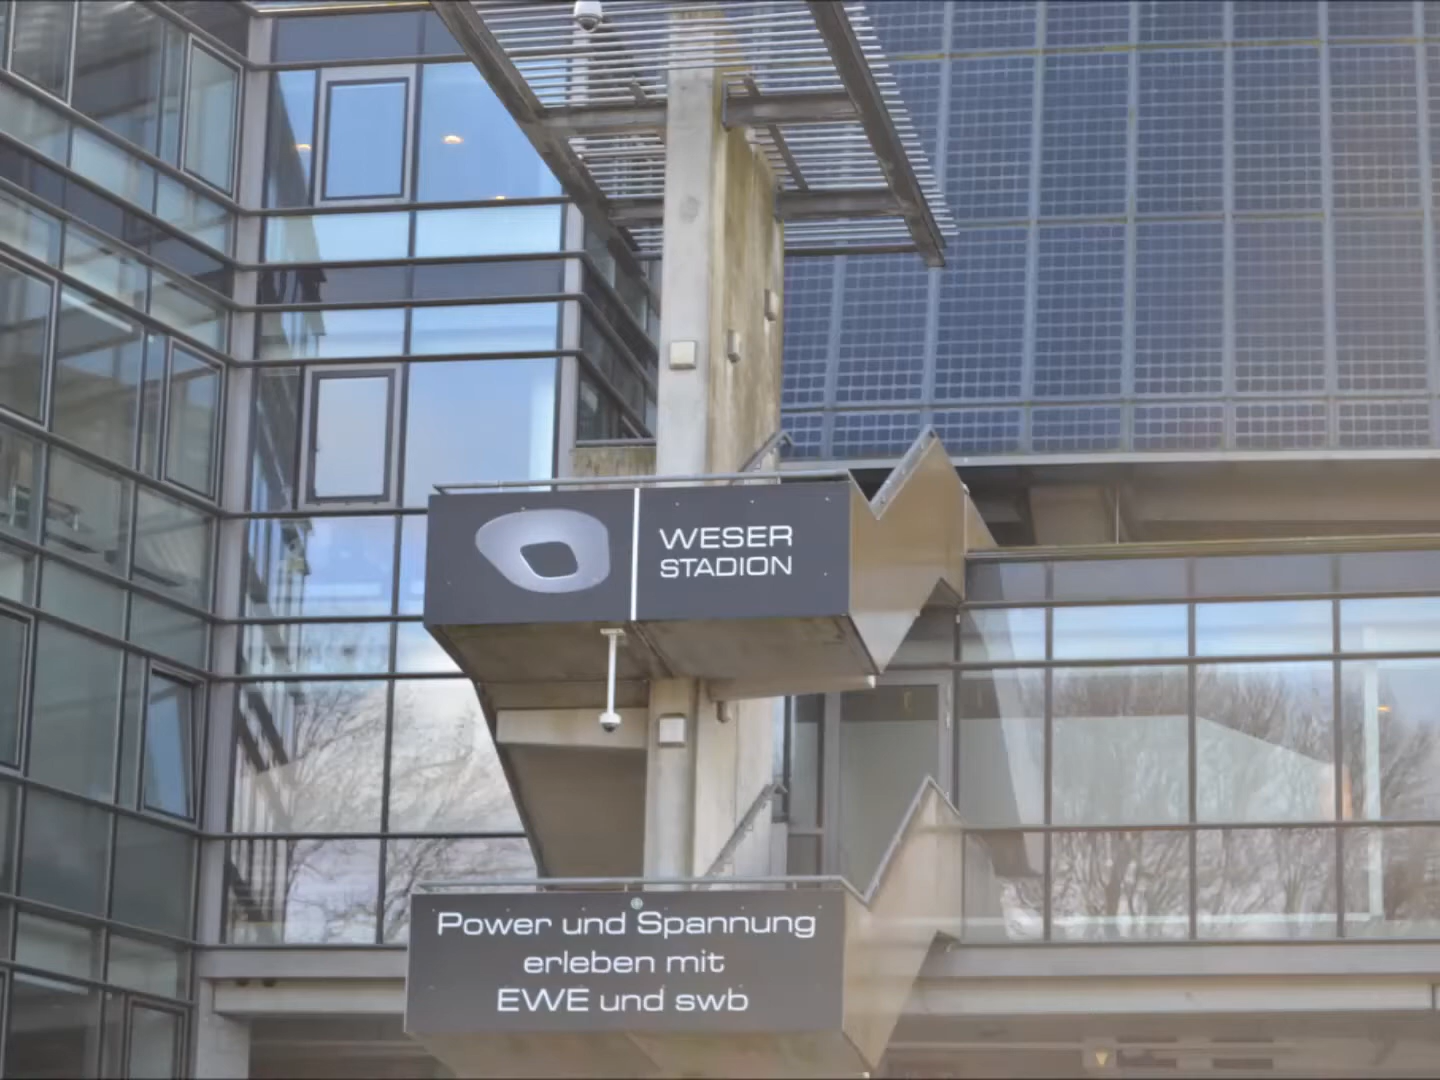 WESER
STADION
Power und Spannung
erleben mit
EWE und swb